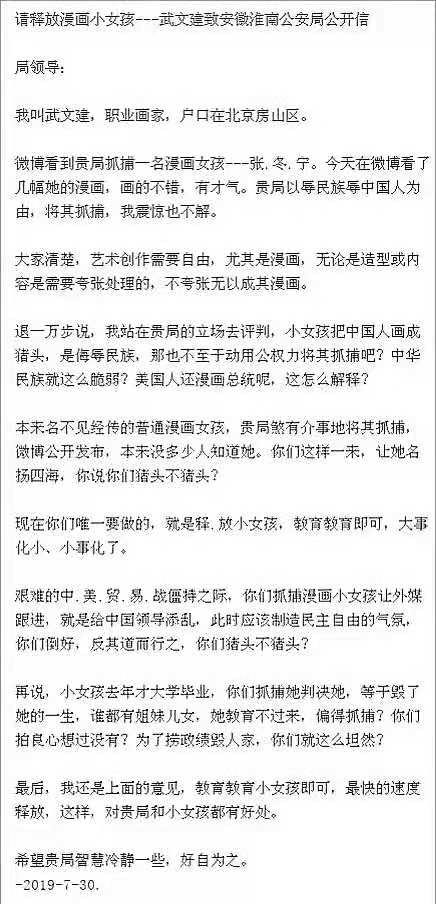 请释放漫画小女孩---武文建致安徽淮南公安局公开信
局领导：
我叫武文建，职业画家，户口在北京房山区。
微博看到贵局抓捕一名漫画女孩---张.冬.宁。今天在微博看了
几幅她的漫画，画的不错，有才气。贵局以辱民族辱中国人为
由，将其抓捕，我震惊也不解。
大家清楚，艺术创作需要自由，尤其是漫画，无论是造型或内
容是需要夸张处理的，不夸张无以成其漫画。
退一万步说，我站在贵局的立场去评判，小女孩把中国人画成
猪头，是侮辱民族，那也不至于动用公权力将其抓捕吧？中华
民族就这么脆弱？美国人还漫画总统呢，这怎么解释？
本来名不见经传的普通漫画女孩，贵局煞有介事地将其抓捕，
微博公开发布，本来没多少人知道她。你们这样一来，让她名
扬四海，你说你们猪头不猪头？
现在你们唯一要做的，就是释.放小女孩，教育教育即可，大事
化小、小事化了。
艰难的中.美.贸.易.战僵持之际，你们抓捕漫画小女孩让外媒
跟进，就是给中国领导添乱，此时应该制造民主自由的气氛，
你们倒好，反其道而行之，你们猪头不猪头？
再说，小女孩去年才大学毕业，你们抓捕她判决她，等于毁了
她的一生，谁都有姐妹儿女，她教育不过来，偏得抓捕？你们
拍良心想过没有？为了捞政绩毁人家，你们就这么坦然？
最后，我还是上面的意见，教育教育小女孩即可，最快的速度
释放，这样，对贵局和小女孩都有好处。
希望贵局智慧冷静一些，好自为之。
-2019-7-30.